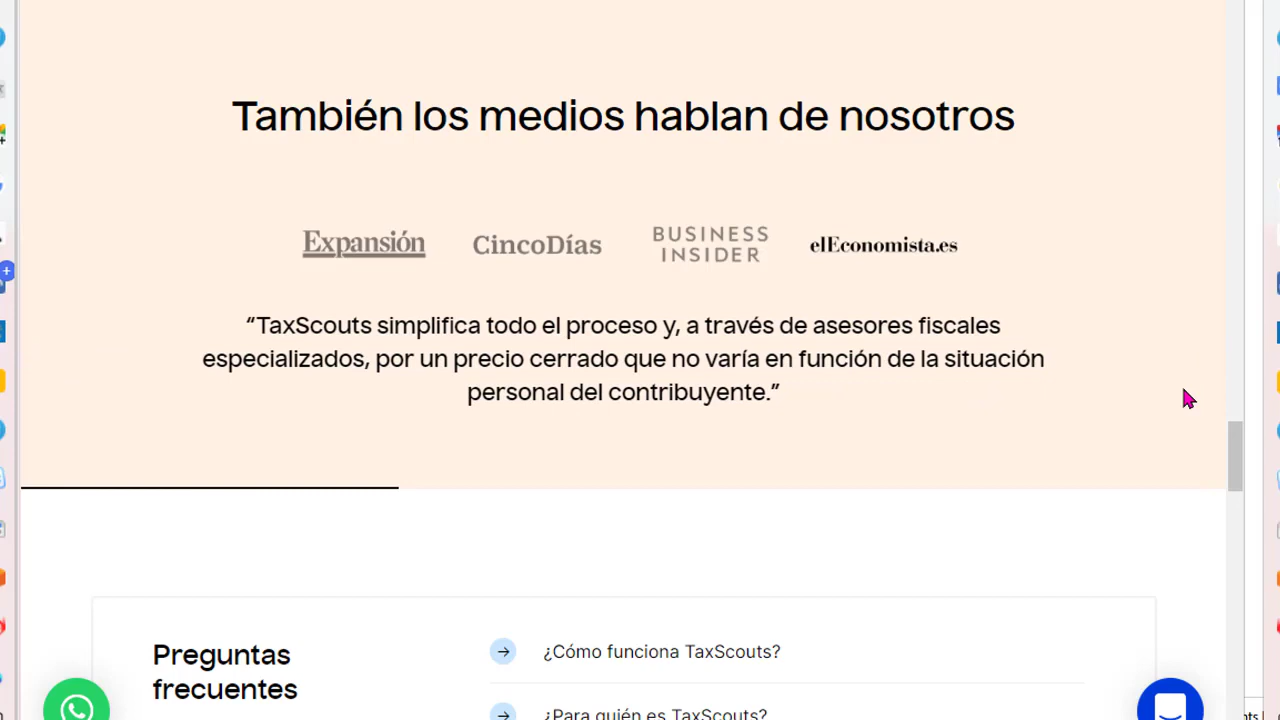 También los medios hablan de nosotros
Expansión CincoDías BUSINESS INSIDER elEconomista.es
“TaxScouts simplifica todo el proceso y, a través de asesores fiscales
especializados, por un precio cerrado que no varía en función de la situación
personal del contribuyente.”
Preguntas
frecuentes
¿Cómo funciona TaxScouts?
¿Para quién es TaxScouts?